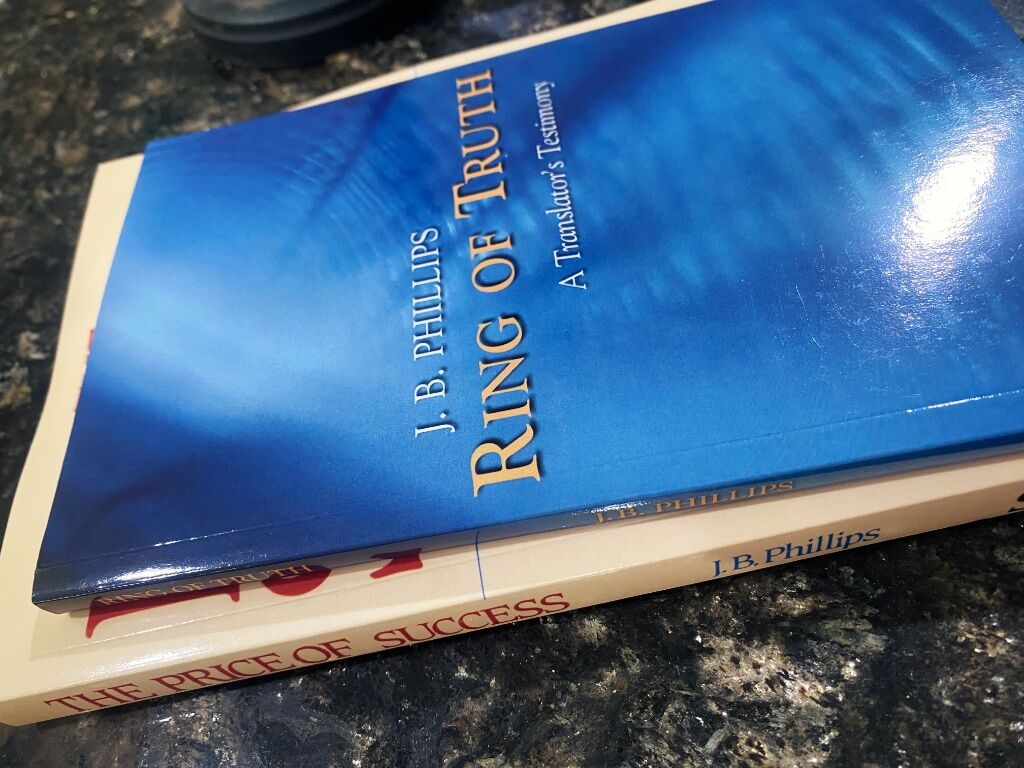 J. B. PHILLIPS
RING OF TRUTH
A Translator's Testimony
RING OF TRUTH
J. B. PHILLIPS
THE PRICE OF SUCCESS
J.B. Phillips